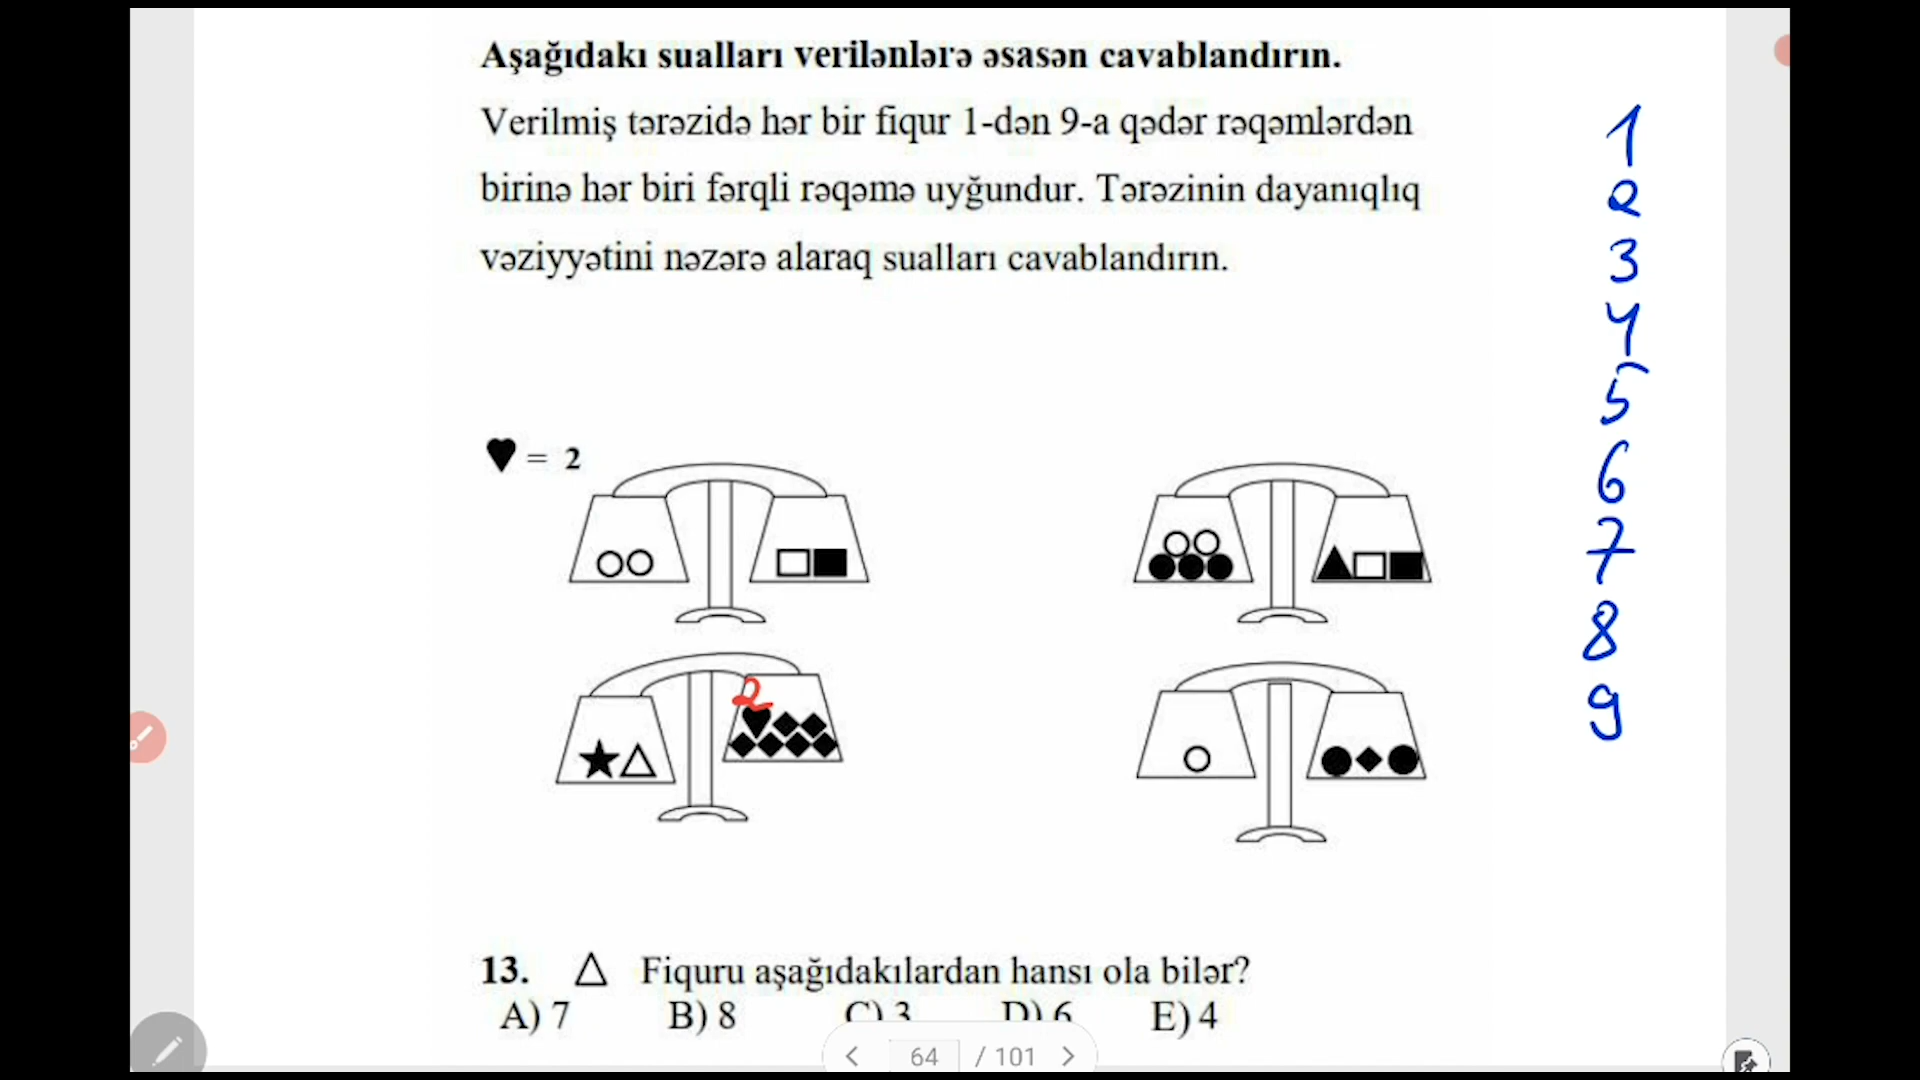 Aşağıdakı sualları verilənlərə əsasən cavablandırın.
Verilmiş tərəzidə hər bir fiqur 1-dən 9-a qədər rəqəmlərdən
birinə hər biri fərqli rəqəmə uyğundur. Tərəzinin dayanıqlıq
vəziyyətini nəzərə alaraq sualları cavablandırın.
1
2
3
4
5
6
7
8
9
♥ = 2
2
13. △ Fiquru aşağıdakılardan hansı ola bilər?
A) 7 B) 8 C) 3 D) 6 E) 4
64 / 101